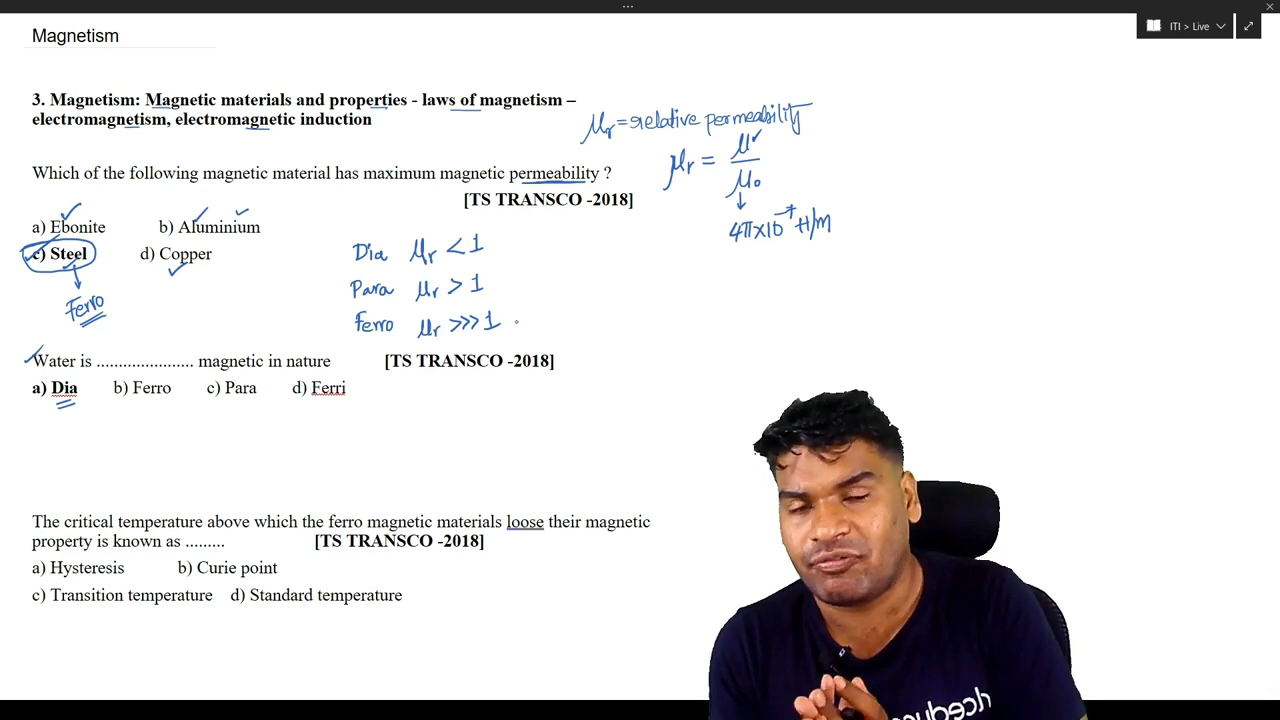 ...
ITI > Live
Magnetism
3. Magnetism: Magnetic materials and properties - laws of magnetism –
electromagnetism, electromagnetic induction
μr = relative permeability
μr = μ/μ0
4π×10⁻⁷ H/m
Which of the following magnetic material has maximum magnetic permeability ?
[TS TRANSCO -2018]
a) Ebonite b) Aluminium
c) Steel d) Copper
Ferro
Dia μr < 1
Para μr > 1
Ferro μr >>> 1
Water is ...................... magnetic in nature [TS TRANSCO -2018]
a) Dia b) Ferro c) Para d) Ferri
The critical temperature above which the ferro magnetic materials loose their magnetic
property is known as ......... [TS TRANSCO -2018]
a) Hysteresis b) Curie point
c) Transition temperature d) Standard temperature